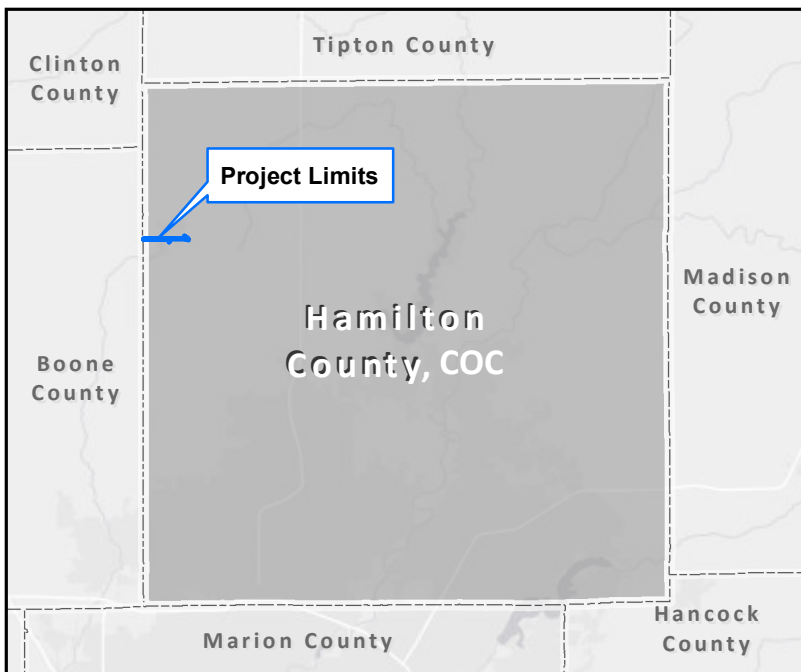 Tipton County
Clinton
County
Project Limits
Madison
County
Hamilton
County, COC
Boone
County
Hancock
County
Marion County